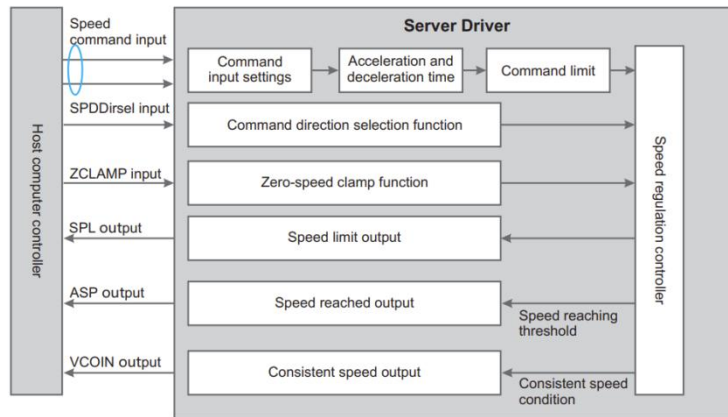 Server Driver
Speed
command input
Command
input settings
Acceleration and
deceleration time
Command limit
SPDDirsel input
Command direction selection function
ZCLAMP input
Zero-speed clamp function
SPL output
Speed limit output
ASP output
Speed reached output
Speed reaching
threshold
VCOIN output
Consistent speed output
Consistent speed
condition
Host computer controller
Speed regulation controller